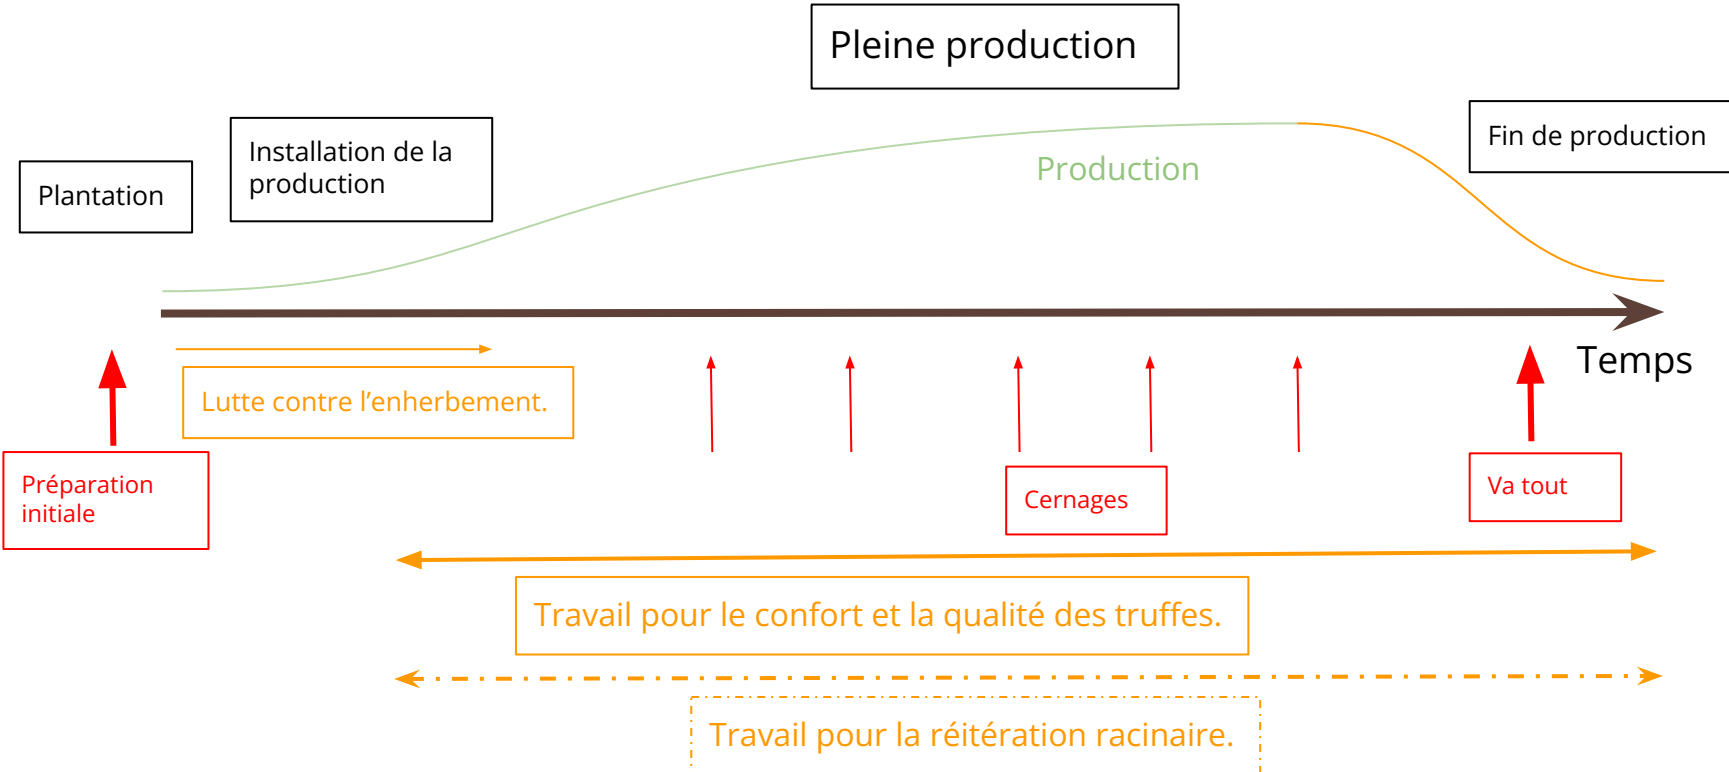 Pleine production
Fin de production
Installation de la
production
Production
Plantation
Temps
Lutte contre l’enherbement.
Préparation
initiale
Cernages
Va tout
Travail pour le confort et la qualité des truffes.
Travail pour la réitération racinaire.